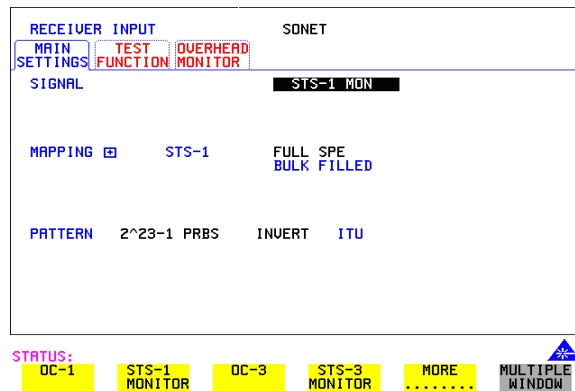 RECEIVER INPUT SONET
MAIN SETTINGS TEST FUNCTION OVERHEAD MONITOR
SIGNAL STS-1 MON
MAPPING + STS-1 FULL SPE
BULK FILLED
PATTERN 2^23-1 PRBS INVERT ITU
STATUS:
OC-1 STS-1 MONITOR OC-3 STS-3 MONITOR MORE ........ MULTIPLE WINDOW